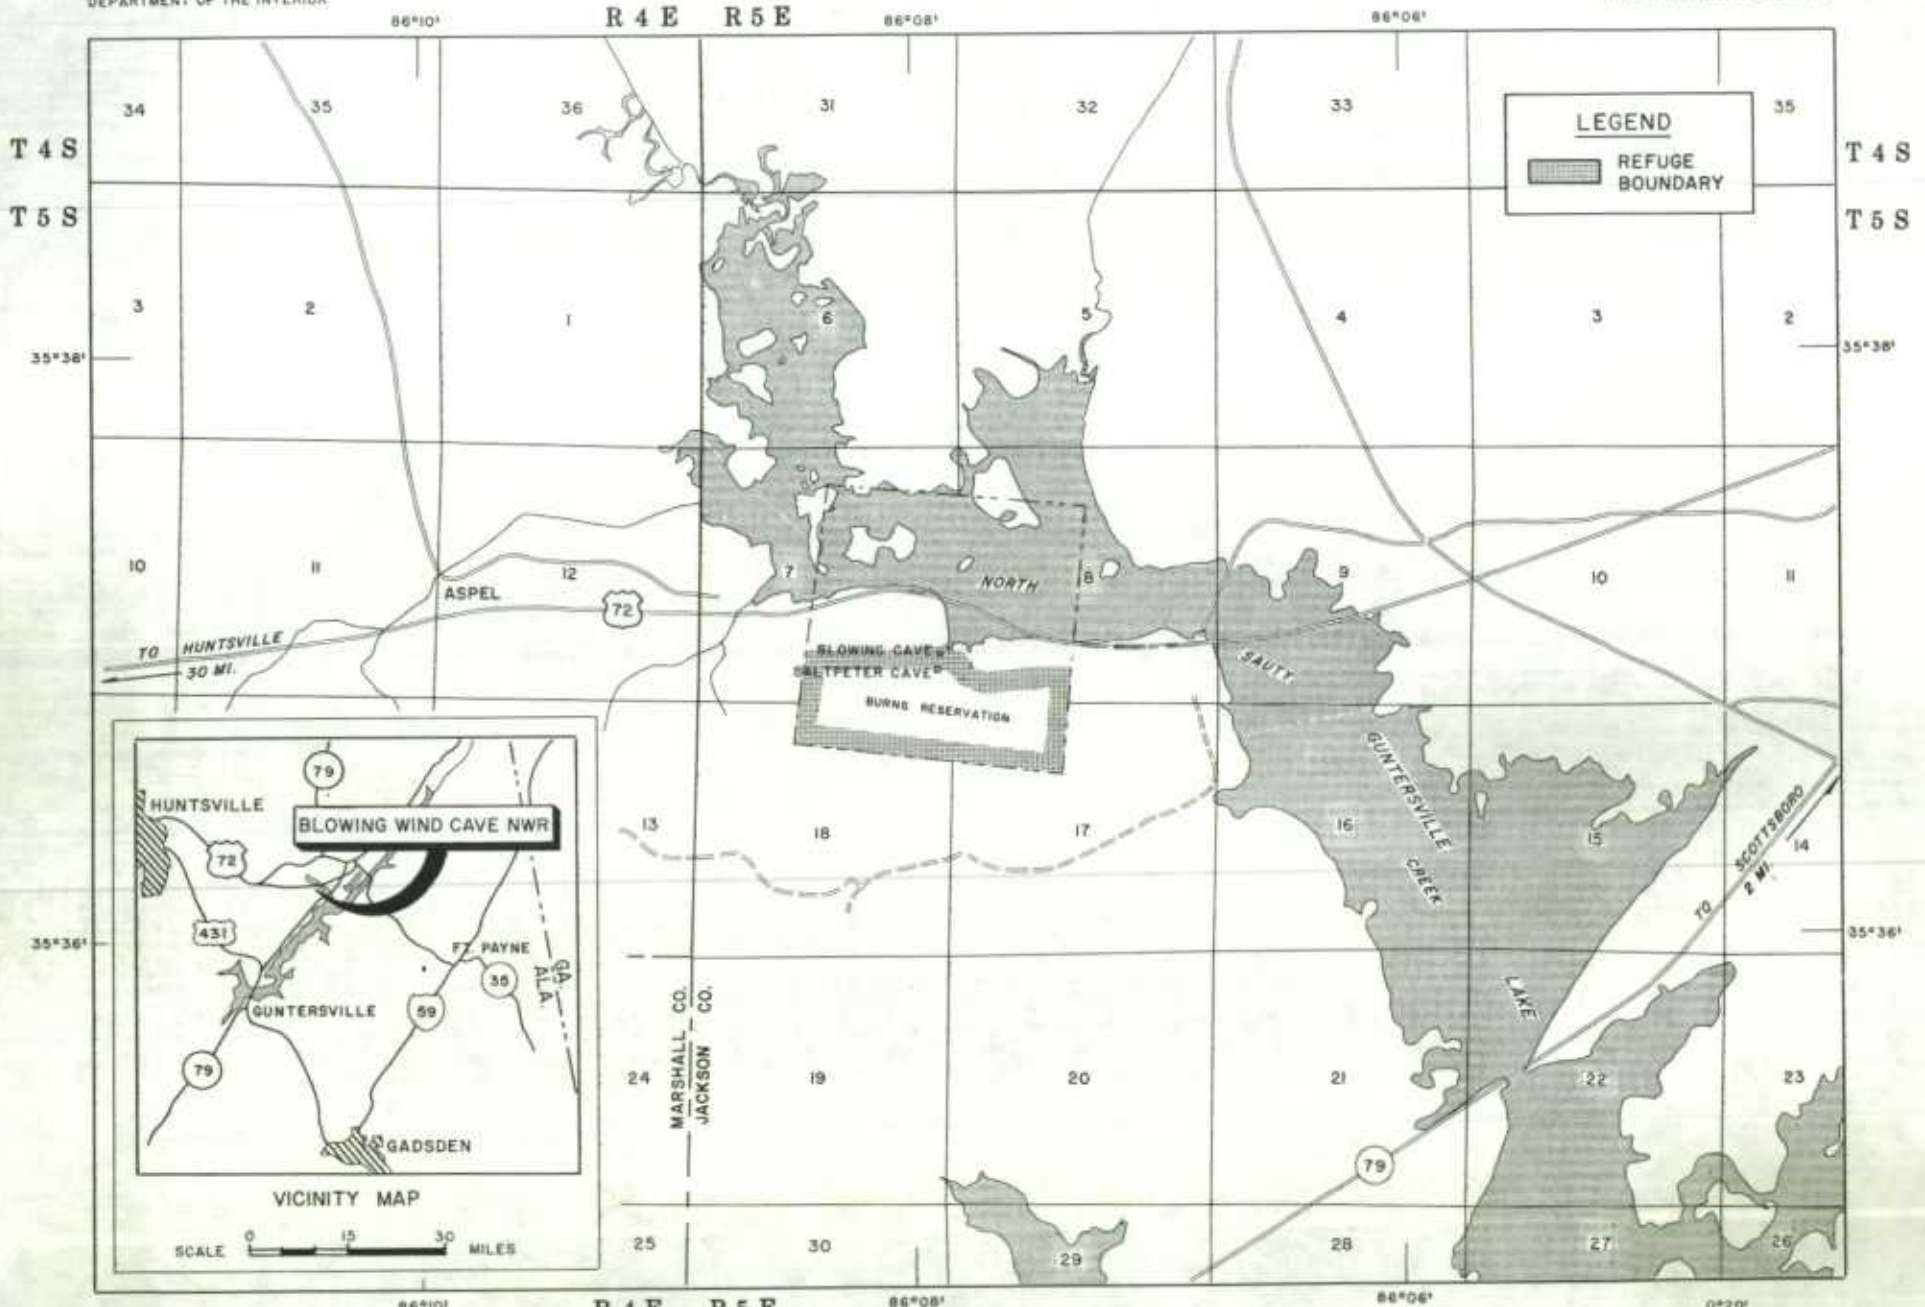 DEPARTMENT OF THE INTERIOR
R 4 E R 5 E
86°10' 86°08' 86°06'
34 35 36 31 32 33 35
LEGEND
REFUGE
BOUNDARY
T 4 S T 4 S
T 5 S T 5 S
3 2 1 6 5 4 3 2
35°38' 35°38'
10 11 12 7 8 9 10 11
ASPEL
NORTH
72
TO HUNTSVILLE
30 MI.
SAUTY
BLOWING CAVE
SALTPETER CAVE
BURNS RESERVATION
GUNTERSVILLE
CREEK
LAKE
13 18 17 16 15 14
TO SCOTTSBORO
2 MI.
35°36' 35°36'
MARSHALL CO.
JACKSON CO.
24 19 20 21 22 23
79
25 30 29 28 27 26
79
HUNTSVILLE
BLOWING WIND CAVE NWR
72
431
FT. PAYNE
35
GA.
ALA.
GUNTERSVILLE
59
79
GADSDEN
VICINITY MAP
0 15 30
SCALE MILES
86°10' R 4 E R 5 E 86°08' 86°06'